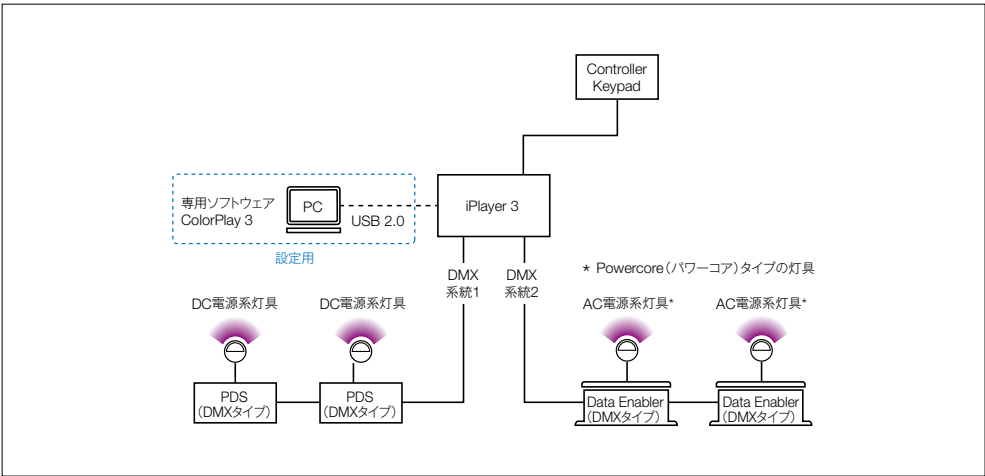 Controller
Keypad
専用ソフトウェア
ColorPlay 3
PC
USB 2.0
iPlayer 3
設定用
DMX
系統1
DMX
系統2
* Powercore（パワーコア）タイプの灯具
DC電源系灯具
DC電源系灯具
AC電源系灯具*
AC電源系灯具*
PDS
(DMXタイプ)
PDS
(DMXタイプ)
Data Enabler
(DMXタイプ)
Data Enabler
(DMXタイプ)